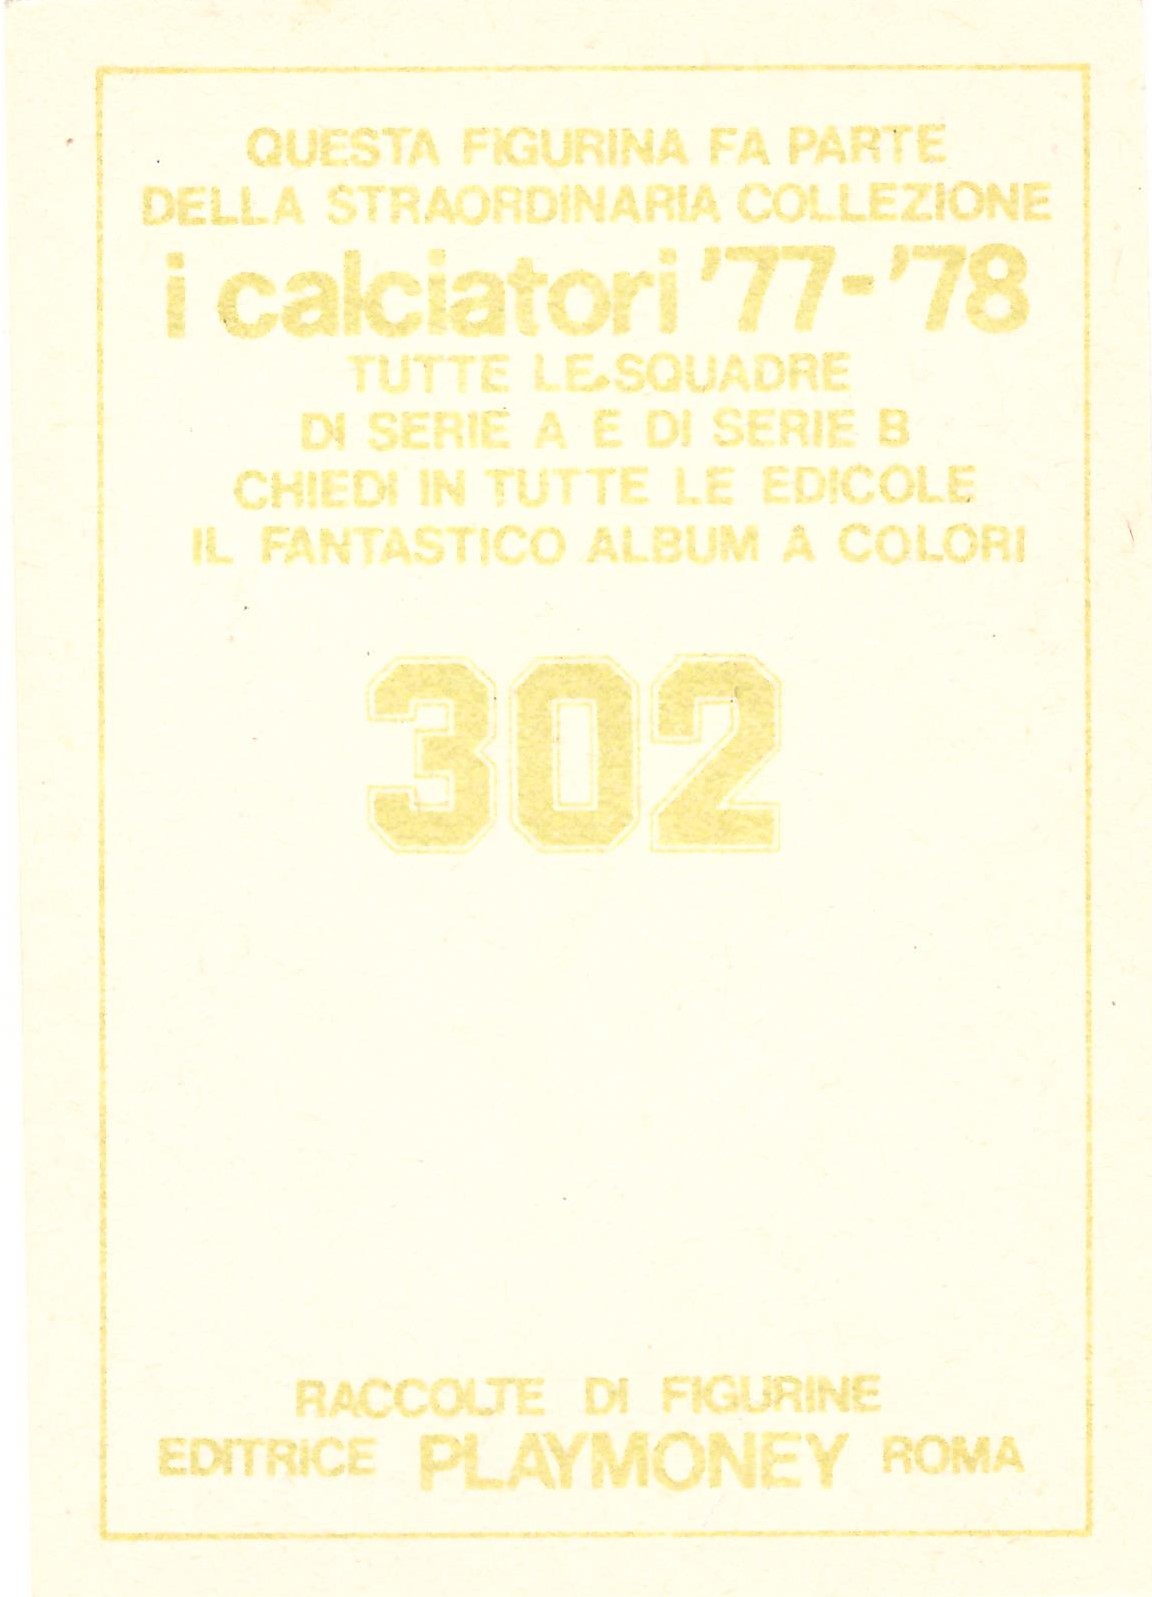 QUESTA FIGURINA FA PARTE
DELLA STRAORDINARIA COLLEZIONE
i calciatori '77-'78
TUTTE LE SQUADRE
DI SERIE A E DI SERIE B
CHIEDI IN TUTTE LE EDICOLE
IL FANTASTICO ALBUM A COLORI
302
RACCOLTE DI FIGURINE
EDITRICE PLAYMONEY ROMA